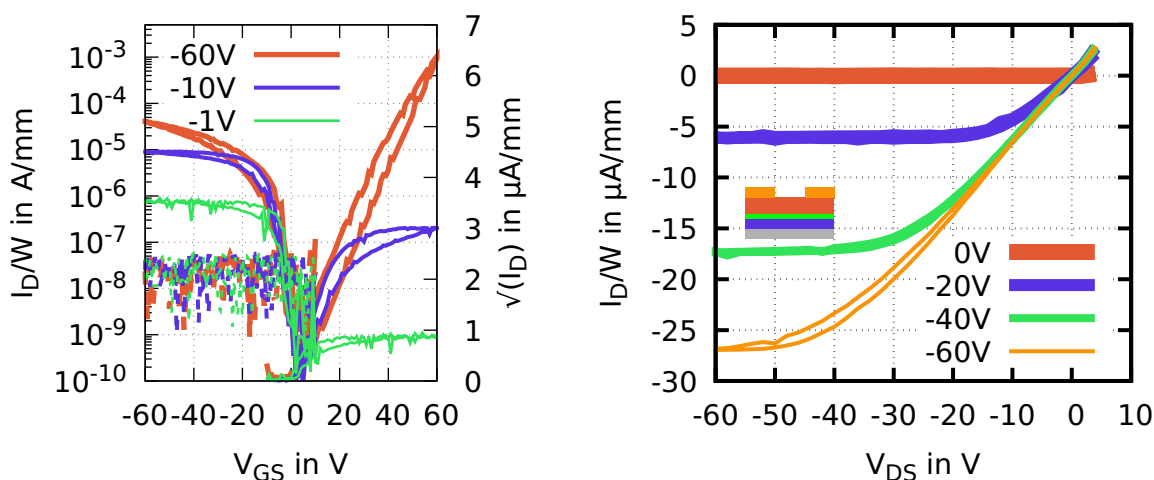 -60V
-10V
-1V
10⁻³
10⁻⁴
10⁻⁵
10⁻⁶
10⁻⁷
10⁻⁸
10⁻⁹
10⁻¹⁰
I_D/W in A/mm
-60 -40 -20 0 20 40 60
V_GS in V
7
6
5
4
3
2
1
0
√(I_D) in µA/mm
5
0
-5
-10
-15
-20
-25
-30
I_D/W in µA/mm
0V
-20V
-40V
-60V
-60 -50 -40 -30 -20 -10 0 10
V_DS in V